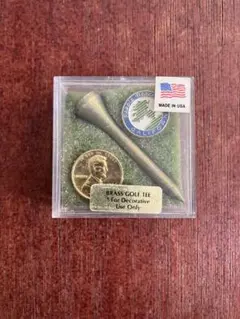 MADE IN USA
BRASS GOLF TEE
* For Decorative
Use Only